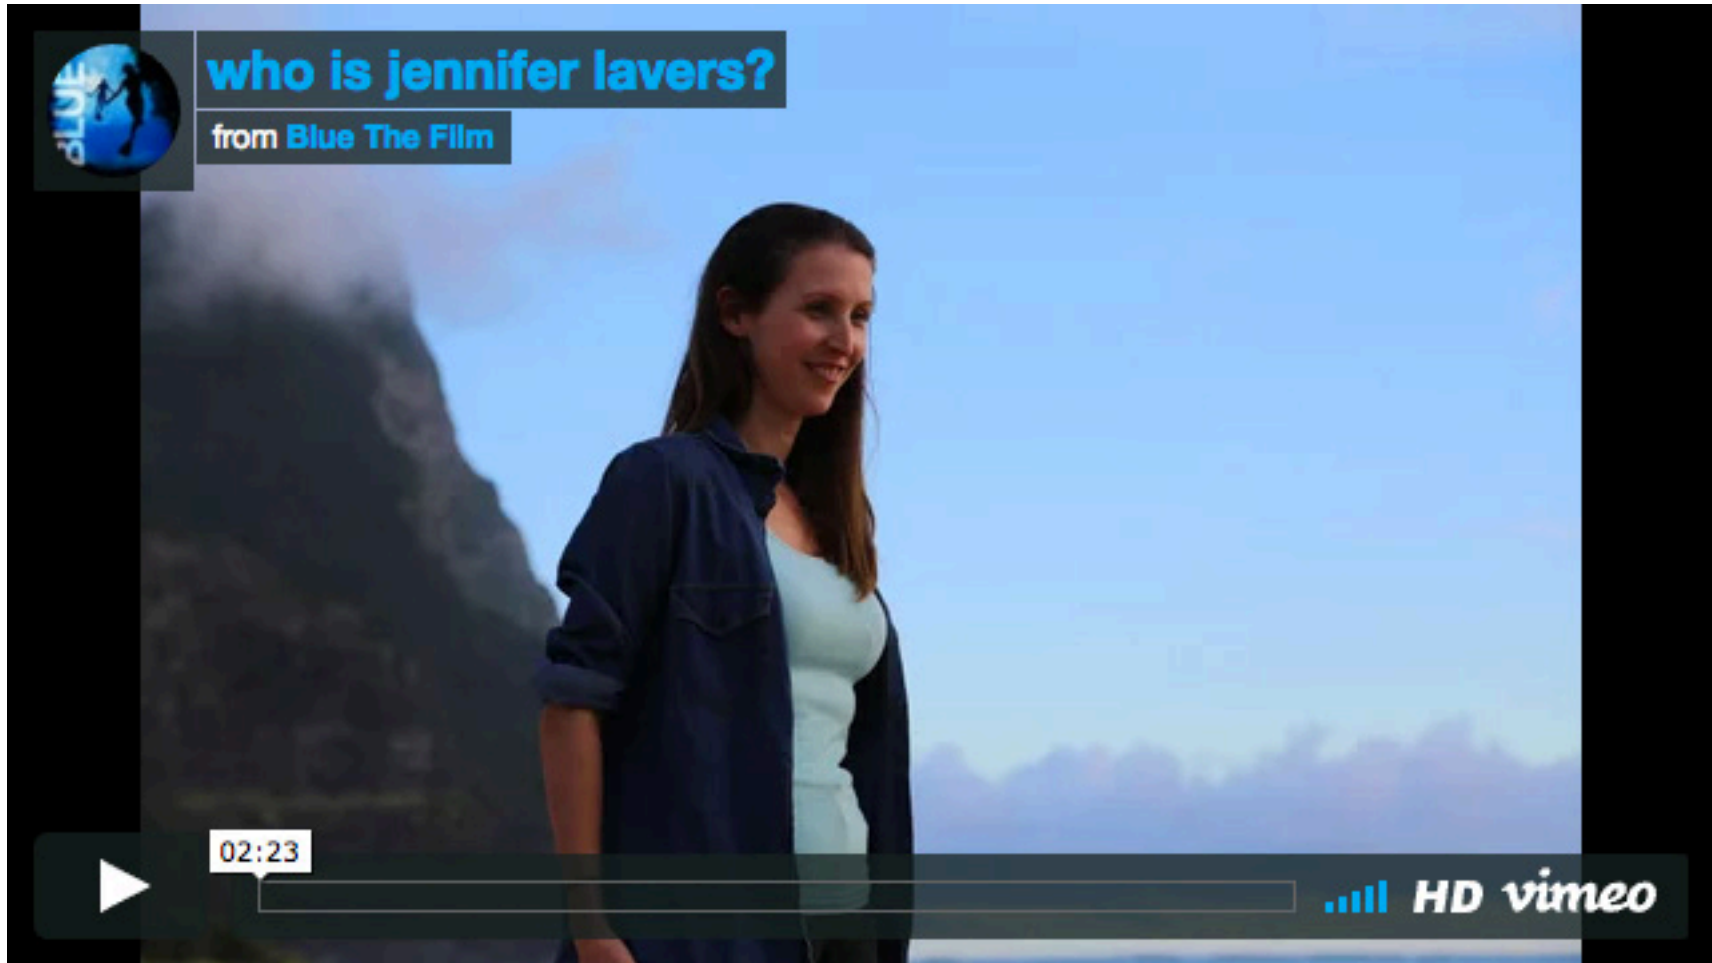 BLUE
who is jennifer lavers?
from Blue The Film
02:23
HD vimeo